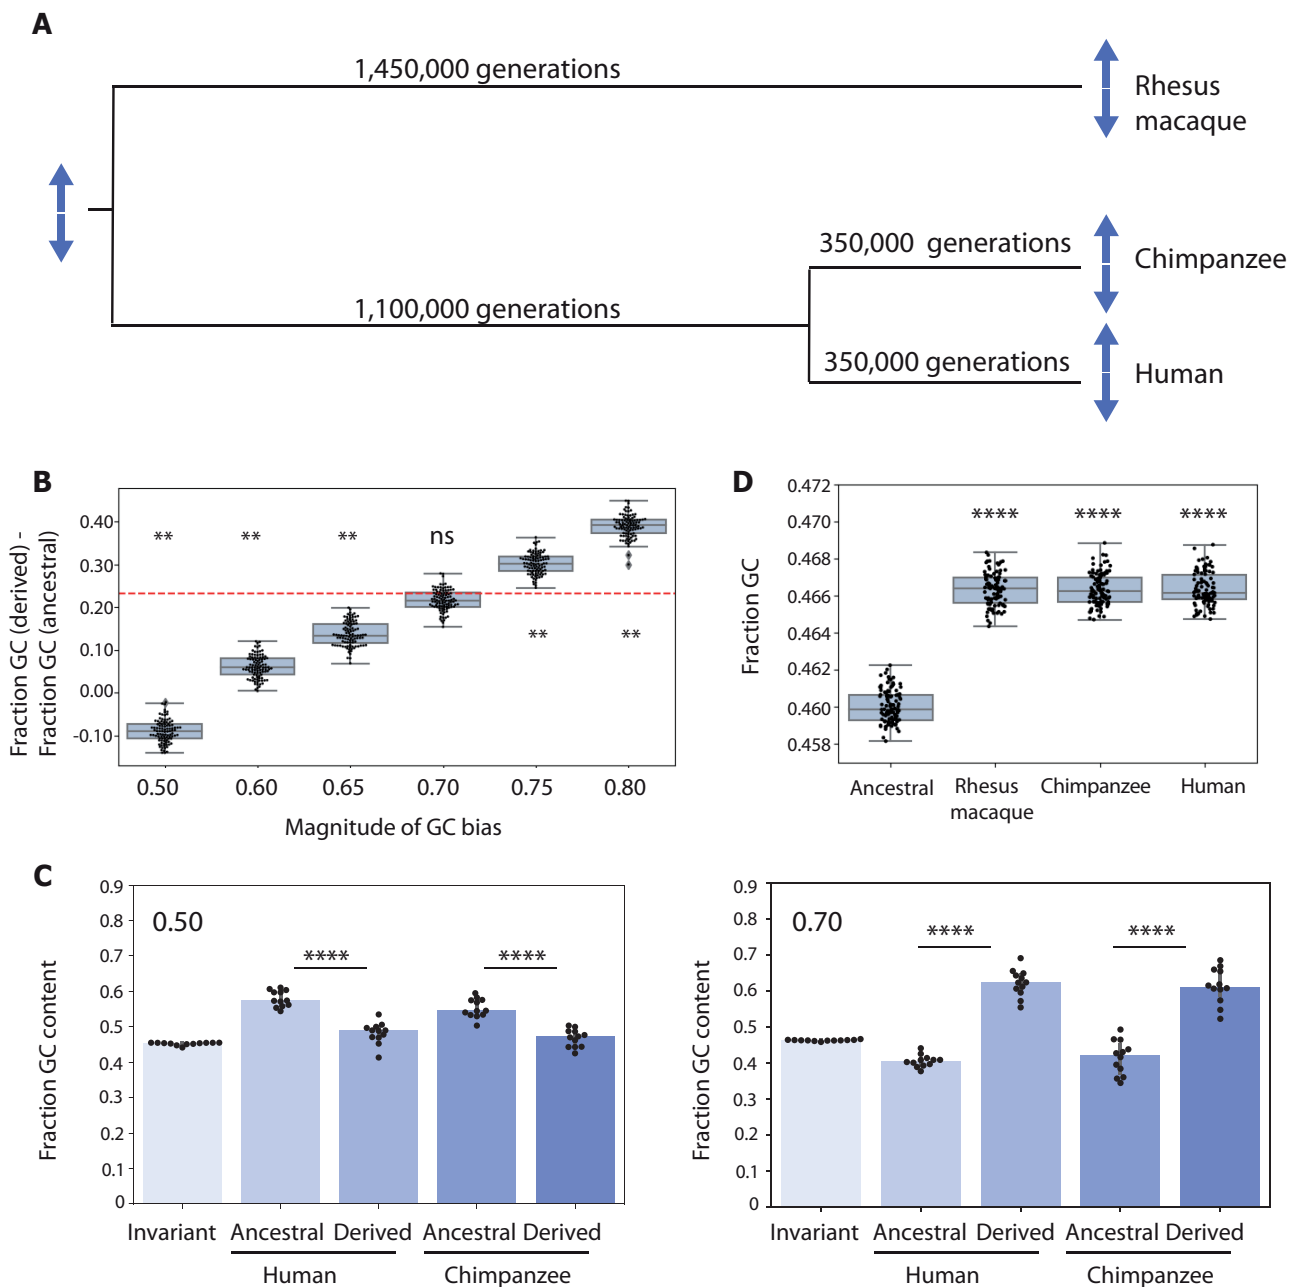 A
1,450,000 generations
Rhesus
macaque
350,000 generations
Chimpanzee
1,100,000 generations
350,000 generations
Human
B
Fraction GC (derived) -
Fraction GC (ancestral)
0.40
0.30
0.20
0.10
0.00
-0.10
** ** ** ns
** **
0.50 0.60 0.65 0.70 0.75 0.80
Magnitude of GC bias
D
Fraction GC
0.472
0.470
0.468
0.466
0.464
0.462
0.460
0.458
**** **** ****
Ancestral Rhesus Chimpanzee Human
macaque
C
Fraction GC content
0.9
0.8
0.7
0.6
0.5
0.4
0.3
0.2
0.1
0
0.50
**** ****
Invariant Ancestral Derived Ancestral Derived
Human Chimpanzee
Fraction GC content
0.9
0.8
0.7
0.6
0.5
0.4
0.3
0.2
0.1
0
0.70
**** ****
Invariant Ancestral Derived Ancestral Derived
Human Chimpanzee